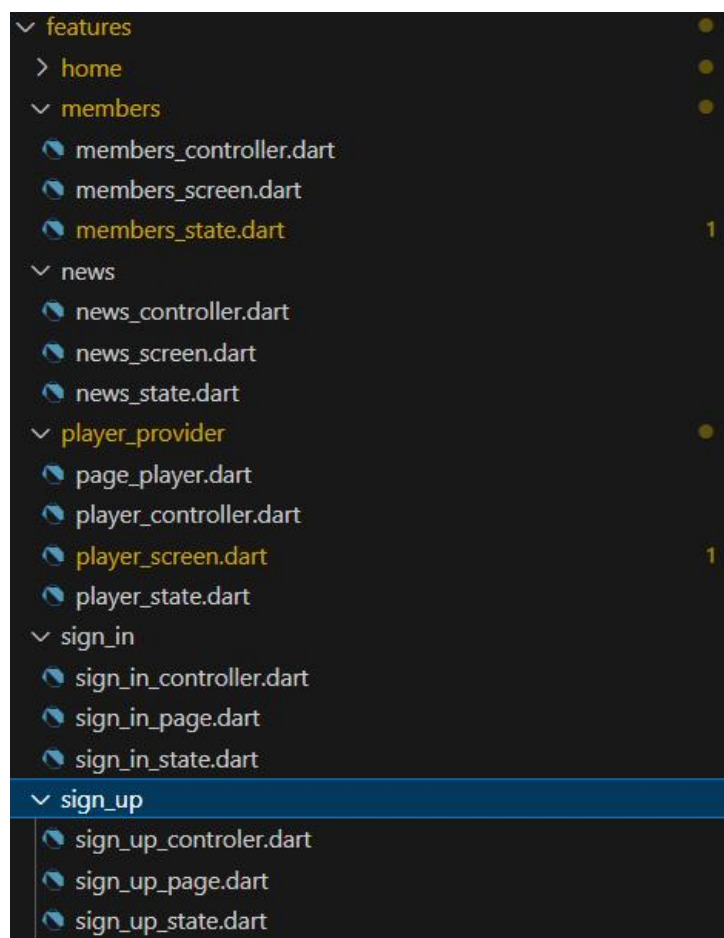 features
home
members
members_controller.dart
members_screen.dart
members_state.dart 1
news
news_controller.dart
news_screen.dart
news_state.dart
player_provider
page_player.dart
player_controller.dart
player_screen.dart 1
player_state.dart
sign_in
sign_in_controller.dart
sign_in_page.dart
sign_in_state.dart
sign_up
sign_up_controler.dart
sign_up_page.dart
sign_up_state.dart